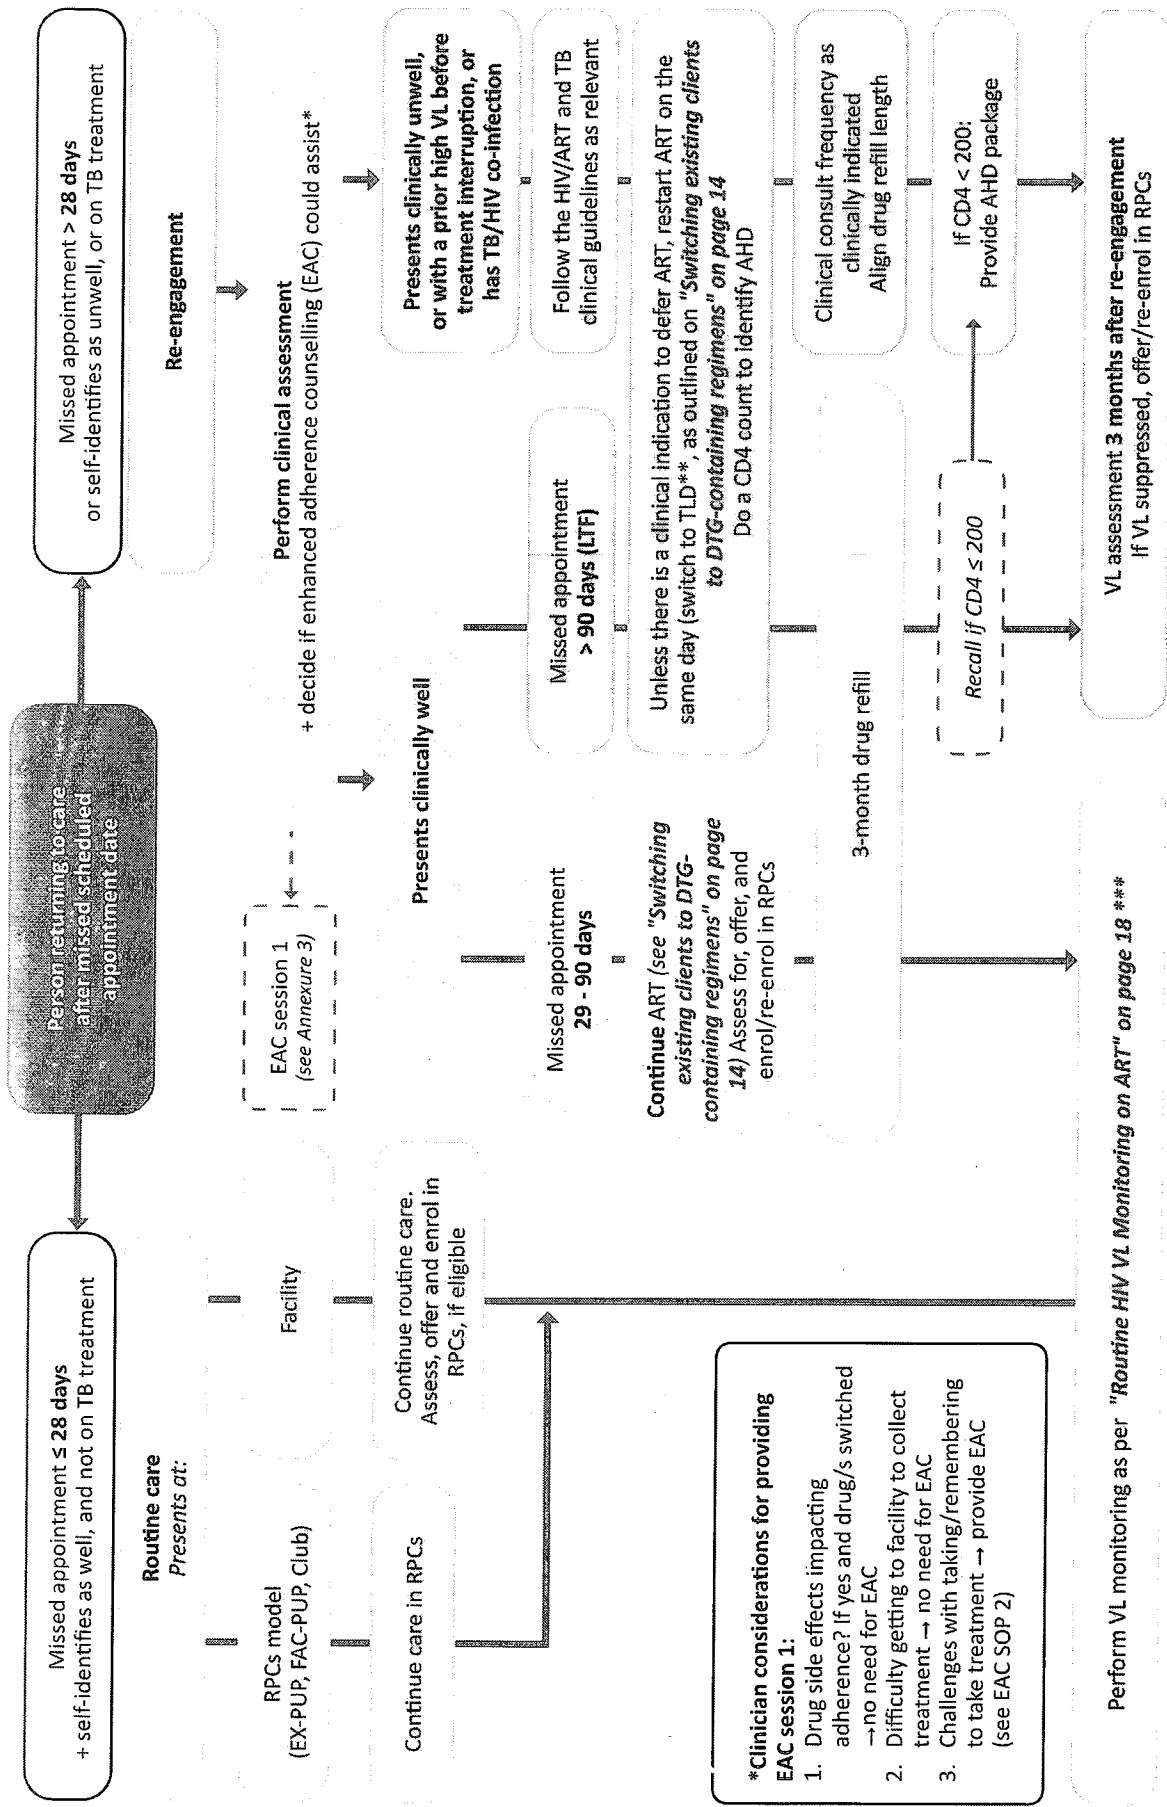 Person returning to care
after missed scheduled
appointment date
Missed appointment ≤ 28 days
+ self-identifies as well, and not on TB treatment
Missed appointment > 28 days
or self-identifies as unwell, or on TB treatment
Routine care
Presents at:
RPCs model
(EX-PUP, FAC-PUP, Club)
Facility
Continue care in RPCs
Continue routine care.
Assess, offer and enrol in
RPCs, if eligible
Re-engagement
Perform clinical assessment
+ decide if enhanced adherence counselling (EAC) could assist*
EAC session 1
(see Annexure 3)
Presents clinically well
Presents clinically unwell,
or with a prior high VL before
treatment interruption, or
has TB/HIV co-infection
Missed appointment
29 - 90 days
Missed appointment
> 90 days (LTF)
Follow the HIV/ART and TB
clinical guidelines as relevant
Continue ART (see "Switching
existing clients to DTG-
containing regimens" on page
14) Assess for, offer, and
enrol/re-enrol in RPCs
Unless there is a clinical indication to defer ART, restart ART on the
same day (switch to TLD**, as outlined on "Switching existing clients
to DTG-containing regimens" on page 14
Do a CD4 count to identify AHD
3-month drug refill
Clinical consult frequency as
clinically indicated
Align drug refill length
Recall if CD4 ≤ 200
If CD4 < 200:
Provide AHD package
*Clinician considerations for providing
EAC session 1:
1. Drug side effects impacting
adherence? If yes and drug/s switched
→no need for EAC
2. Difficulty getting to facility to collect
treatment → no need for EAC
3. Challenges with taking/remembering
to take treatment → provide EAC
(see EAC SOP 2)
Perform VL monitoring as per "Routine HIV VL Monitoring on ART" on page 18 ***
VL assessment 3 months after re-engagement
If VL suppressed, offer/re-enrol in RPCs